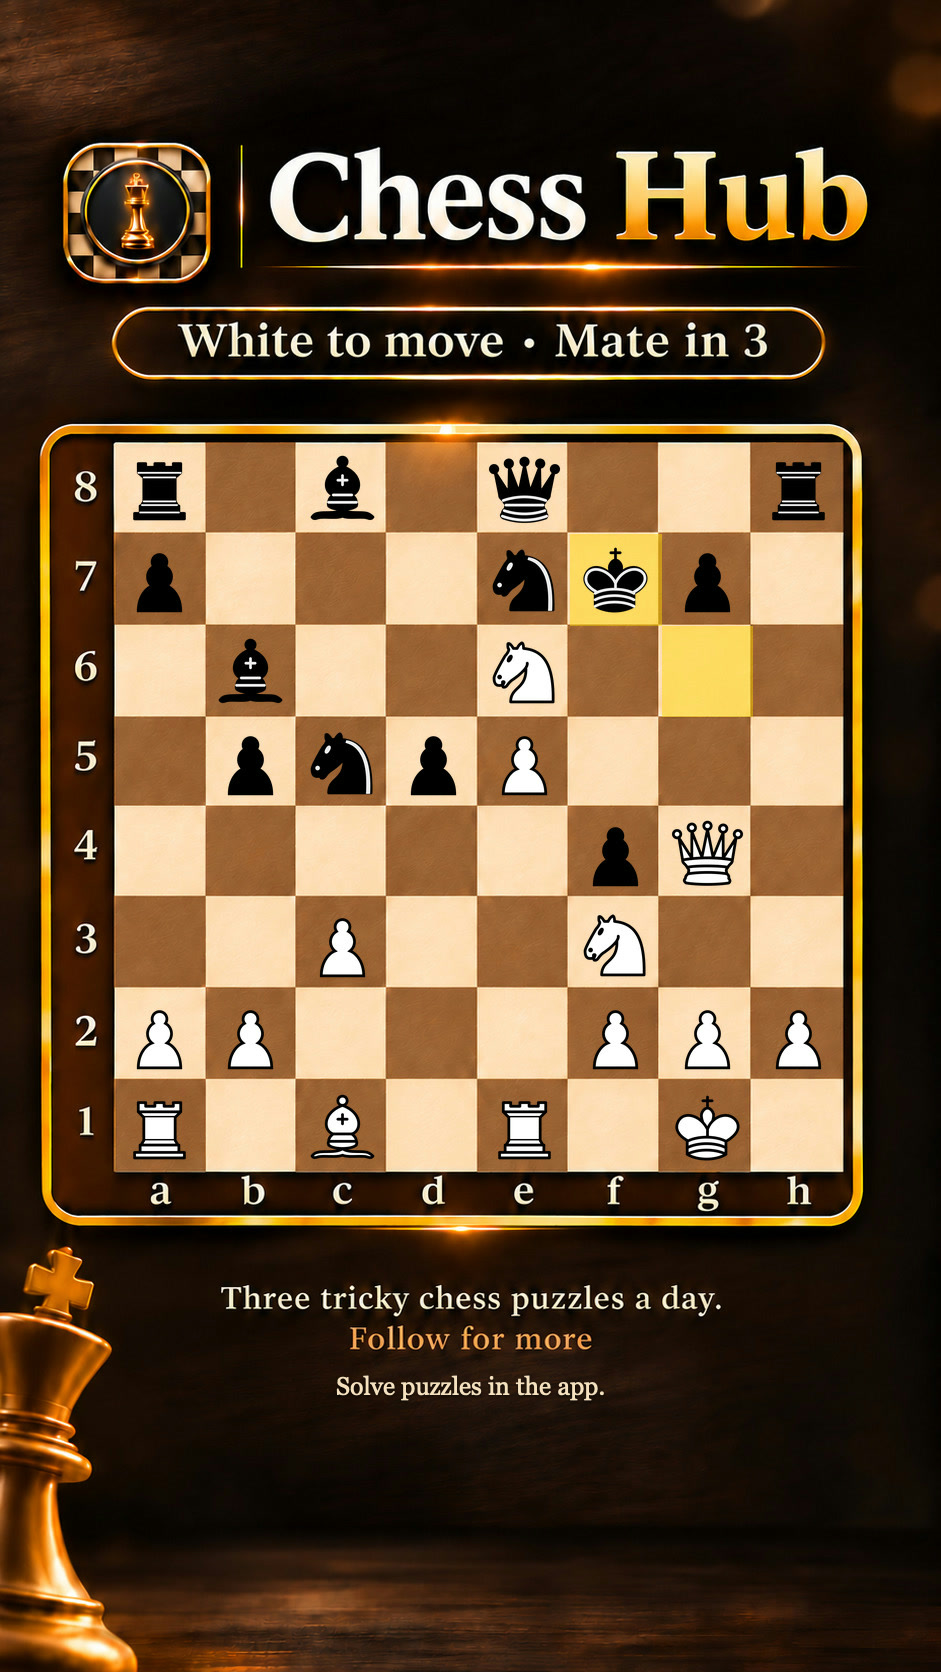 Chess Hub
White to move • Mate in 3
8
7
6
5
4
3
2
1
a b c d e f g h
Three tricky chess puzzles a day.
Follow for more
Solve puzzles in the app.